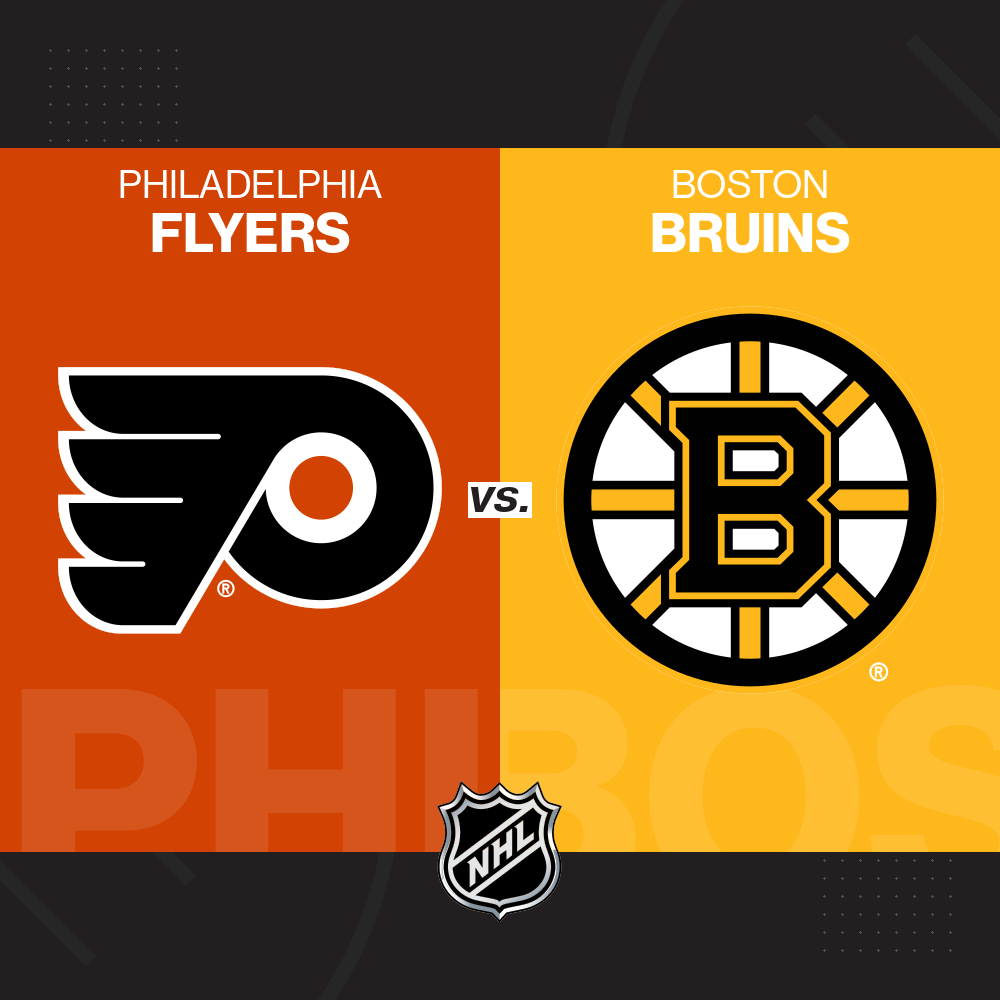 PHILADELPHIA
FLYERS
BOSTON
BRUINS
B
VS.
®
®
PHI
BOS
NHL